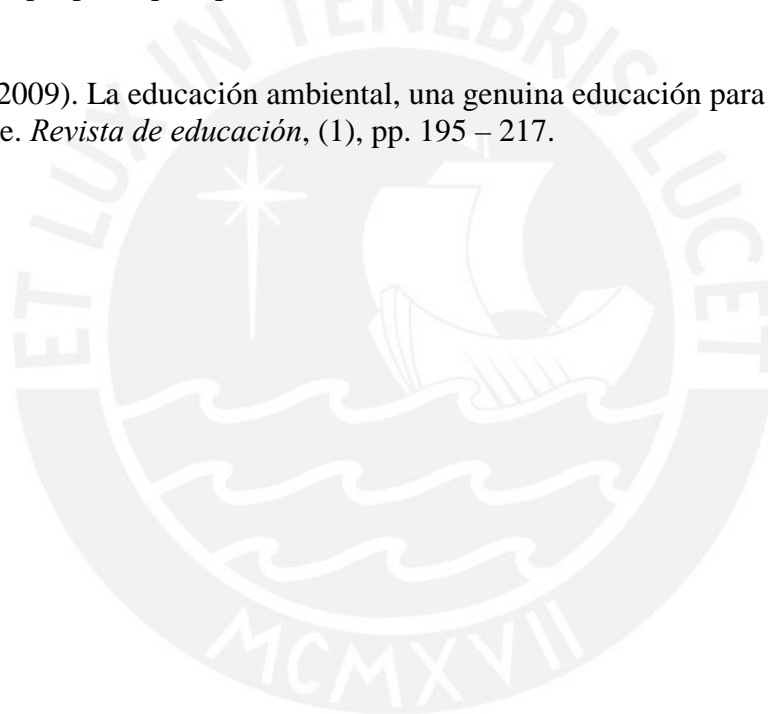 2009). La educación ambiental, una genuina educación para
e. Revista de educación, (1), pp. 195 – 217.
ET LUX IN TENEBRIS LUCET
MCMXVII